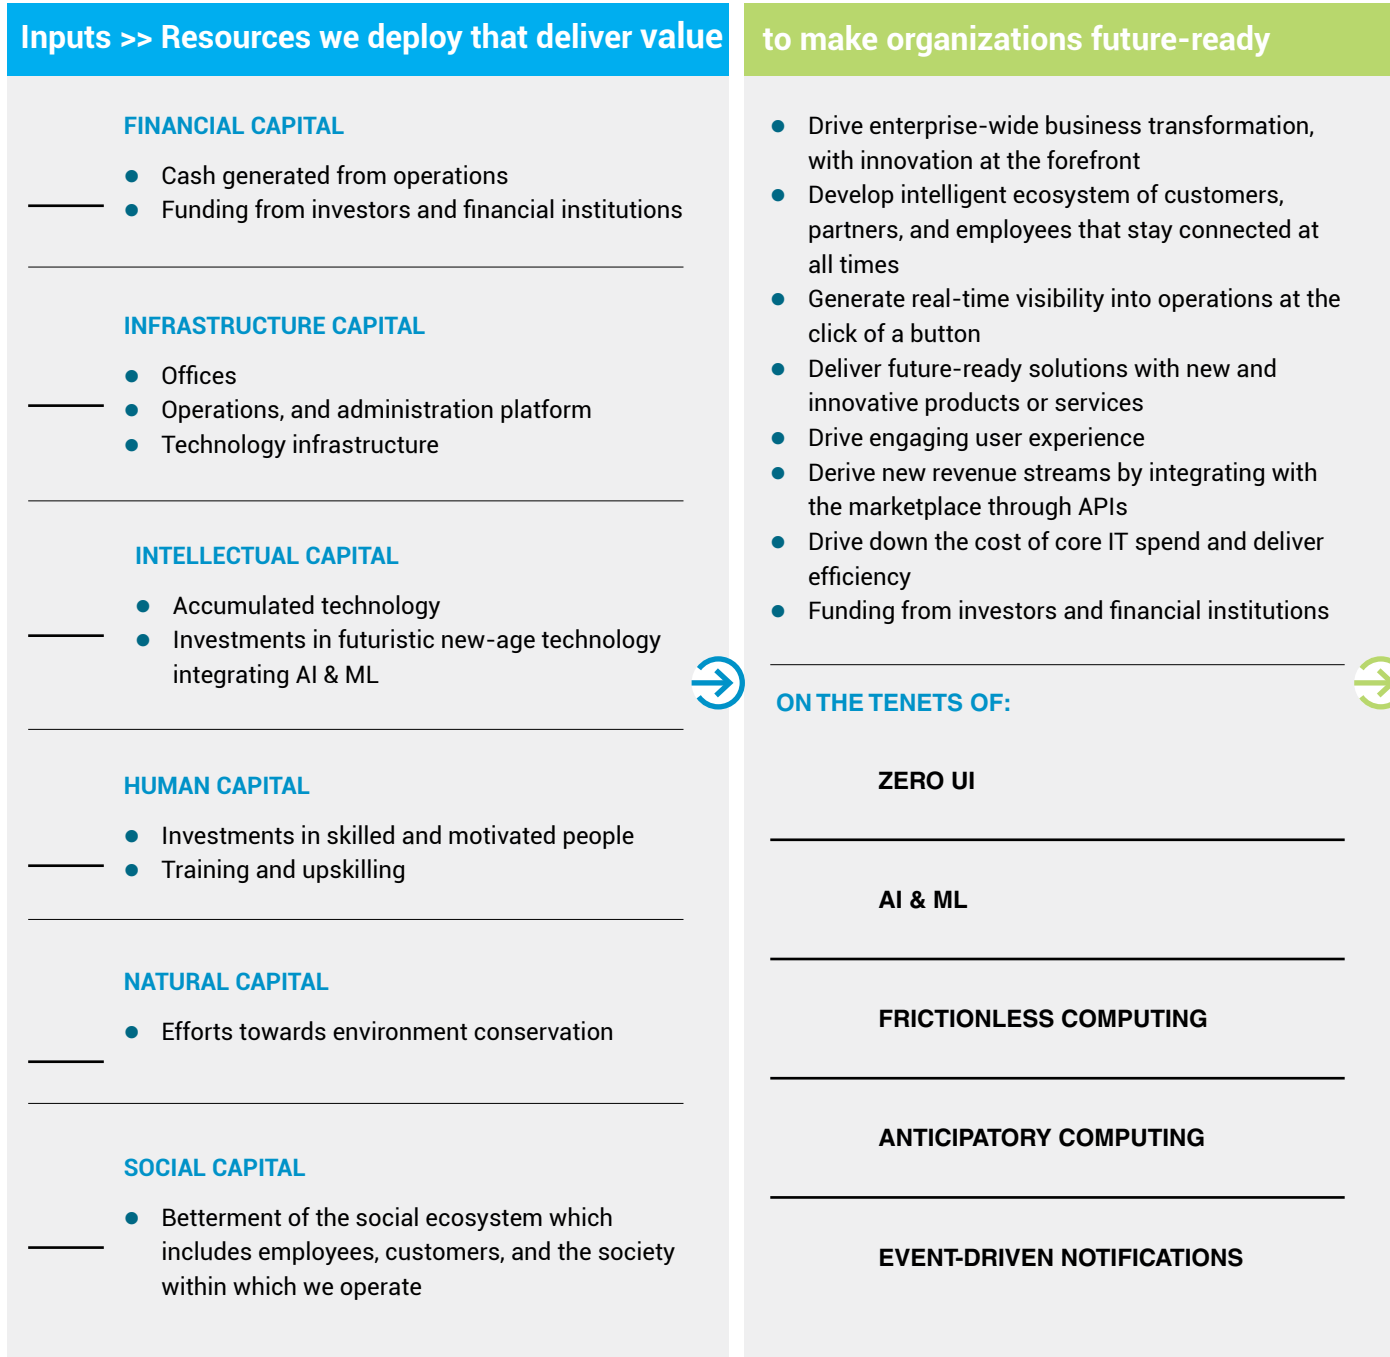 Inputs >> Resources we deploy that deliver value
FINANCIAL CAPITAL
Cash generated from operations
Funding from investors and financial institutions
INFRASTRUCTURE CAPITAL
Offices
Operations, and administration platform
Technology infrastructure
INTELLECTUAL CAPITAL
Accumulated technology
Investments in futuristic new-age technology
integrating AI & ML
HUMAN CAPITAL
Investments in skilled and motivated people
Training and upskilling
NATURAL CAPITAL
Efforts towards environment conservation
SOCIAL CAPITAL
Betterment of the social ecosystem which
includes employees, customers, and the society
within which we operate
to make organizations future-ready
Drive enterprise-wide business transformation,
with innovation at the forefront
Develop intelligent ecosystem of customers,
partners, and employees that stay connected at
all times
Generate real-time visibility into operations at the
click of a button
Deliver future-ready solutions with new and
innovative products or services
Drive engaging user experience
Derive new revenue streams by integrating with
the marketplace through APIs
Drive down the cost of core IT spend and deliver
efficiency
Funding from investors and financial institutions
ON THE TENETS OF:
ZERO UI
AI & ML
FRICTIONLESS COMPUTING
ANTICIPATORY COMPUTING
EVENT-DRIVEN NOTIFICATIONS